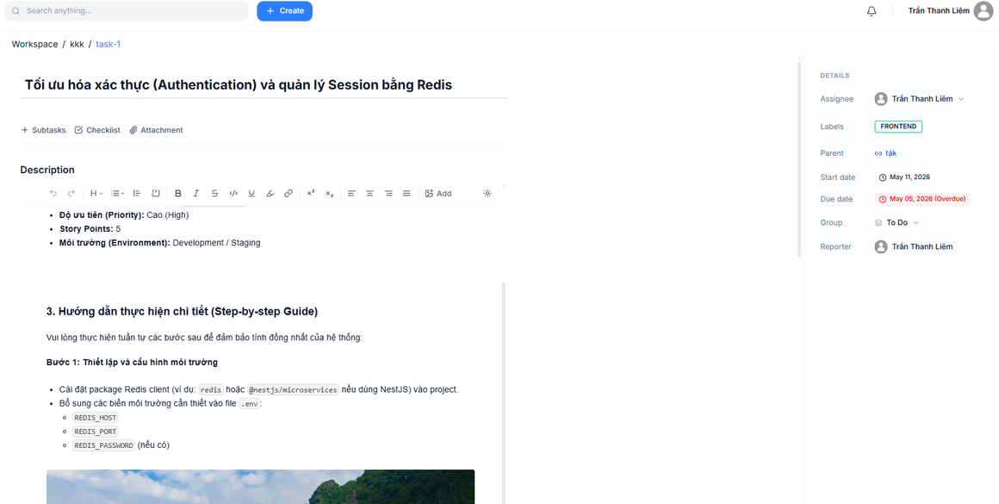 Search anything...
+ Create
Trần Thanh Liêm
Workspace / kkk / task-1
Tối ưu hóa xác thực (Authentication) và quản lý Session bằng Redis
+ Subtasks Checklist Attachment
Description
H B I S </> U x² x₂ Add
• Độ ưu tiên (Priority): Cao (High)
• Story Points: 5
• Môi trường (Environment): Development / Staging
3. Hướng dẫn thực hiện chi tiết (Step-by-step Guide)
Vui lòng thực hiện tuần tự các bước sau để đảm bảo tính đồng nhất của hệ thống:
Bước 1: Thiết lập và cấu hình môi trường
• Cài đặt package Redis client (ví dụ: redis hoặc @nestjs/microservices nếu dùng NestJS) vào project.
• Bổ sung các biến môi trường cần thiết vào file .env:
REDIS_HOST
REDIS_PORT
REDIS_PASSWORD (nếu có)
DETAILS
Assignee Trần Thanh Liêm
Labels FRONTEND
Parent ták
Start date May 11, 2026
Due date May 05, 2026 (Overdue)
Group To Do
Reporter Trần Thanh Liêm